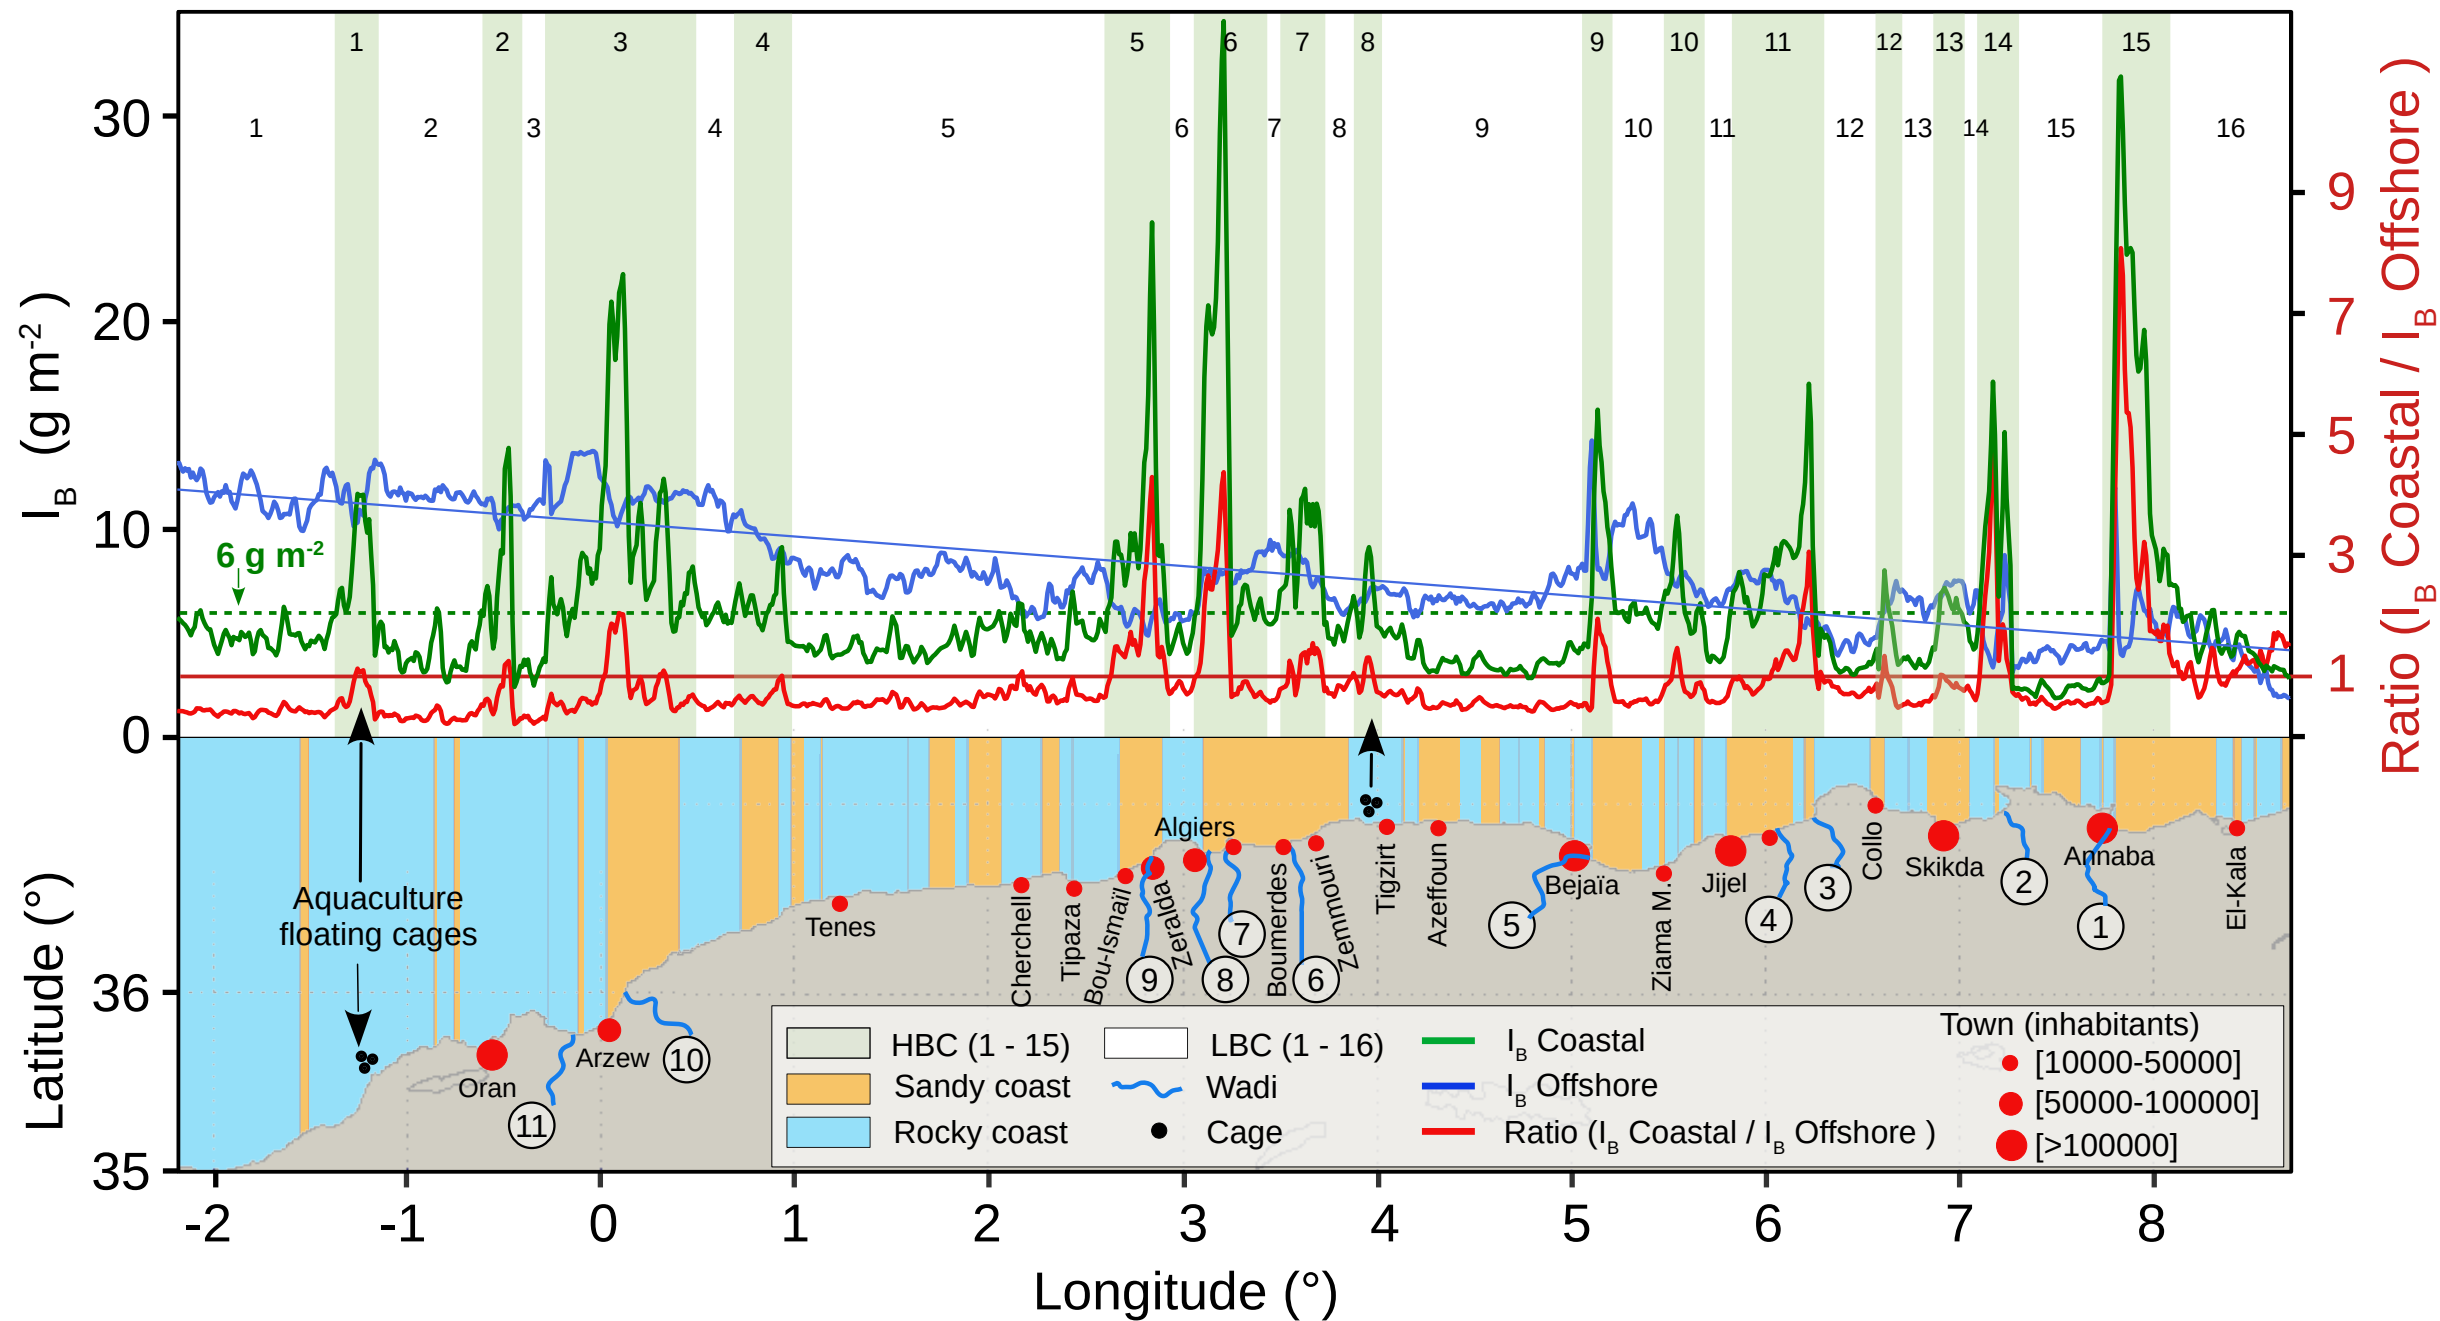 1 2 3 4 5 6 7 8 9 10 11 12 13 14 15
1 2 3 4 5 6 7 8 9 10 11 12 13 14 15 16
30
20
10
0
I_B (g m⁻²)
6 g m⁻²
9
7
5
3
1
Ratio (I_B Coastal / I_B Offshore )
36
35
Latitude (°)
Aquaculture
floating cages
Oran
Arzew
Tenes
Cherchell
Tipaza
Bou-Ismaïl
Zeralda
Algiers
Boumerdes
Zemmouri
Tigzirt
Azeffoun
Bejaïa
Ziama M.
Jijel
Collo
Skikda
Annaba
El-Kala
11
10
9
8
7
6
5
4
3
2
1
HBC (1 - 15)
Sandy coast
Rocky coast
LBC (1 - 16)
Wadi
Cage
I_B Coastal
I_B Offshore
Ratio (I_B Coastal / I_B Offshore )
Town (inhabitants)
[10000-50000]
[50000-100000]
[>100000]
-2 -1 0 1 2 3 4 5 6 7 8
Longitude (°)